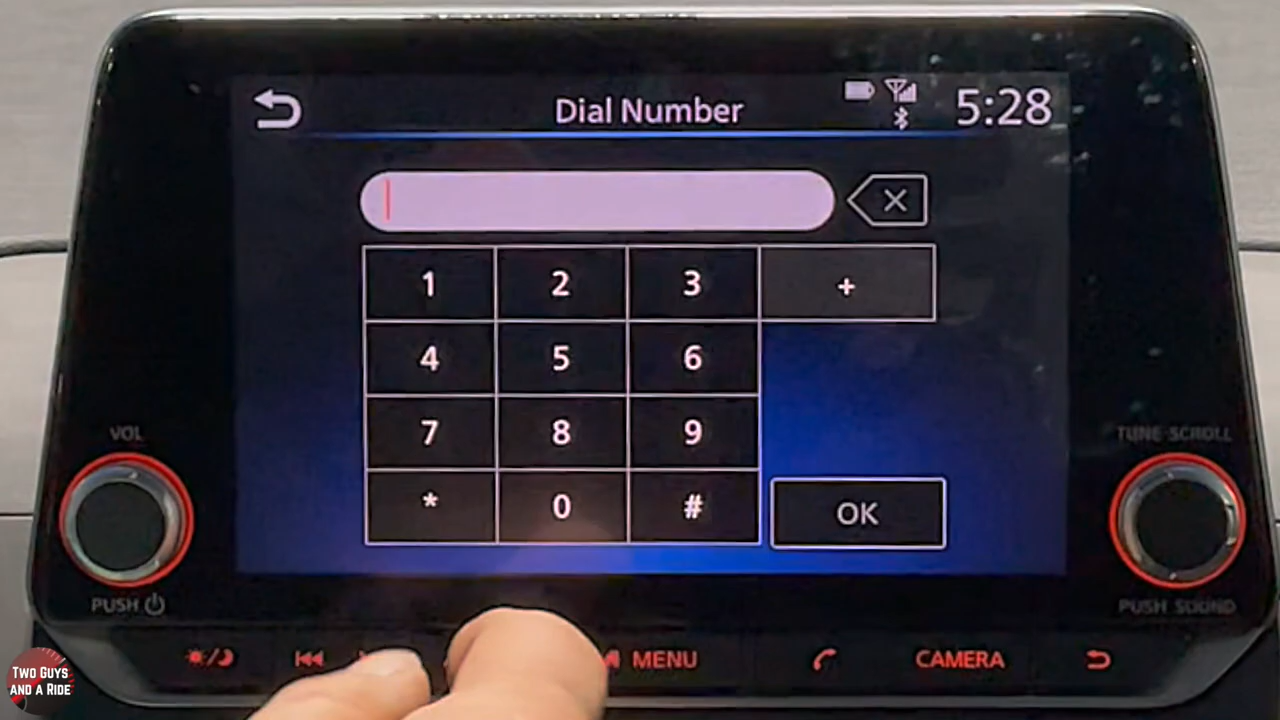 Dial Number
5:28
1 2 3 +
4 5 6
7 8 9
* 0 #
OK
VOL
PUSH
TUNE·SCROLL
PUSH SOUND
MENU
CAMERA
TWO GUYS
AND A RIDE